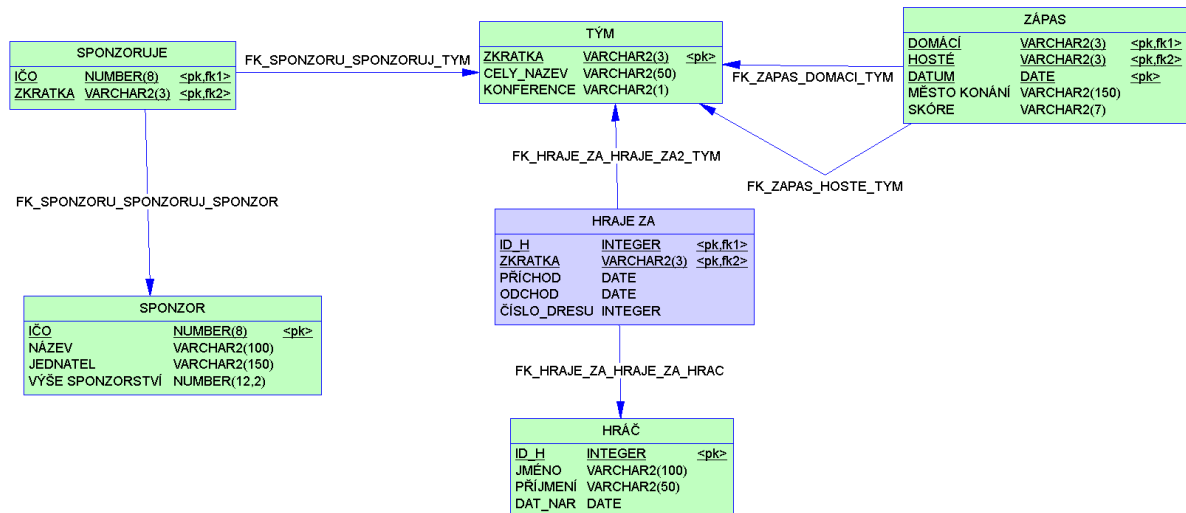 SPONZORUJE
IČO NUMBER(8) <pk,fk1>
ZKRATKA VARCHAR2(3) <pk,fk2>
FK_SPONZORU_SPONZORUJ_TYM
TÝM
ZKRATKA VARCHAR2(3) <pk>
CELY_NAZEV VARCHAR2(50)
KONFERENCE VARCHAR2(1)
ZÁPAS
DOMÁCÍ VARCHAR2(3) <pk,fk1>
HOSTÉ VARCHAR2(3) <pk,fk2>
DATUM DATE <pk>
MĚSTO KONÁNÍ VARCHAR2(150)
SKÓRE VARCHAR2(7)
FK_ZAPAS_DOMACI_TYM
FK_HRAJE_ZA_HRAJE_ZA2_TYM
FK_ZAPAS_HOSTE_TYM
FK_SPONZORU_SPONZORUJ_SPONZOR
HRAJE ZA
ID_H INTEGER <pk,fk1>
ZKRATKA VARCHAR2(3) <pk,fk2>
PŘÍCHOD DATE
ODCHOD DATE
ČÍSLO_DRESU INTEGER
SPONZOR
IČO NUMBER(8) <pk>
NÁZEV VARCHAR2(100)
JEDNATEL VARCHAR2(150)
VÝŠE SPONZORSTVÍ NUMBER(12,2)
FK_HRAJE_ZA_HRAJE_ZA_HRAC
HRÁČ
ID_H INTEGER <pk>
JMÉNO VARCHAR2(100)
PŘÍJMENÍ VARCHAR2(50)
DAT_NAR DATE